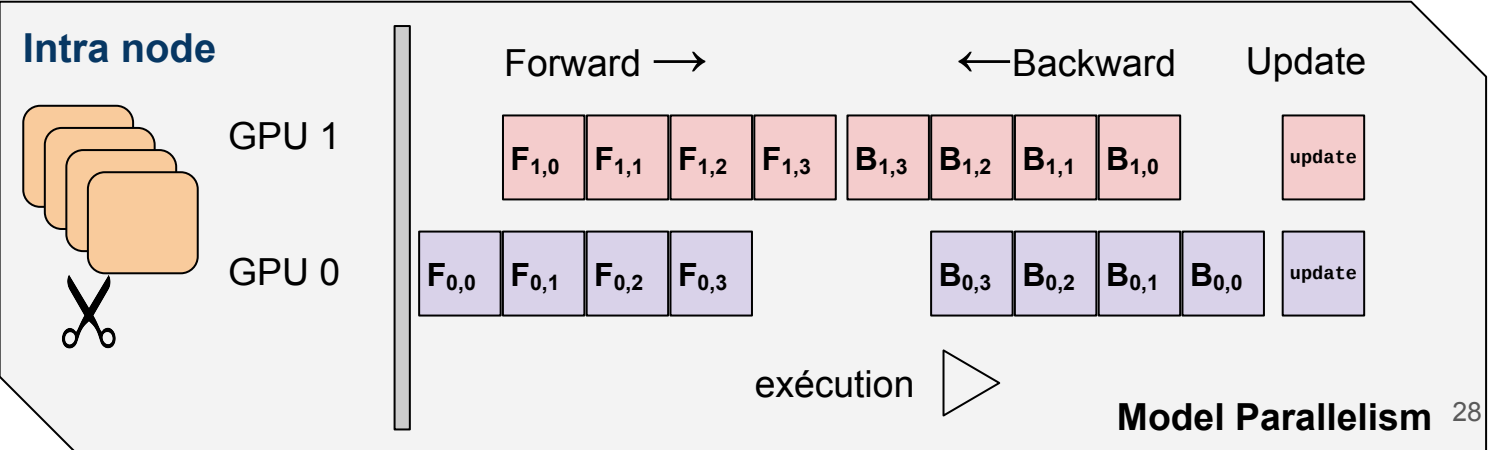 Intra node
Forward → ←Backward Update
GPU 1
F1,0 F1,1 F1,2 F1,3 B1,3 B1,2 B1,1 B1,0 update
GPU 0
F0,0 F0,1 F0,2 F0,3 B0,3 B0,2 B0,1 B0,0 update
exécution
Model Parallelism 28